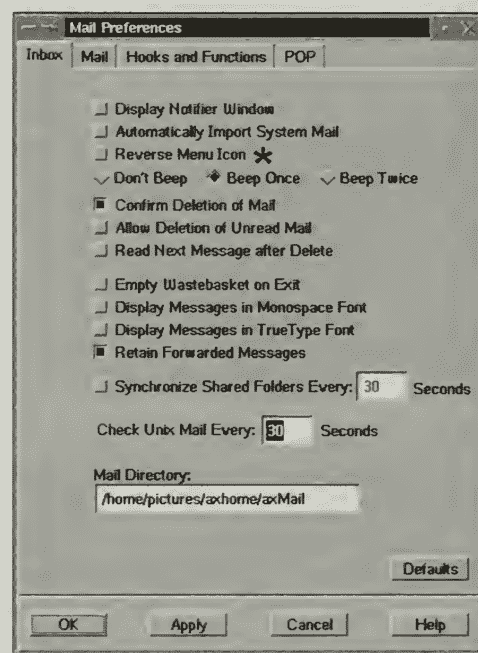 Mail Preferences
Inbox Mail Hooks and Functions POP
Display Notifier Window
Automatically Import System Mail
Reverse Menu Icon *
Don't Beep Beep Once Beep Twice
Confirm Deletion of Mail
Allow Deletion of Unread Mail
Read Next Message after Delete
Empty Wastebasket on Exit
Display Messages in Monospace Font
Display Messages in TrueType Font
Retain Forwarded Messages
Synchronize Shared Folders Every: 30 Seconds
Check Unix Mail Every: 30 Seconds
Mail Directory:
/home/pictures/axhome/axMail
Defaults
OK Apply Cancel Help